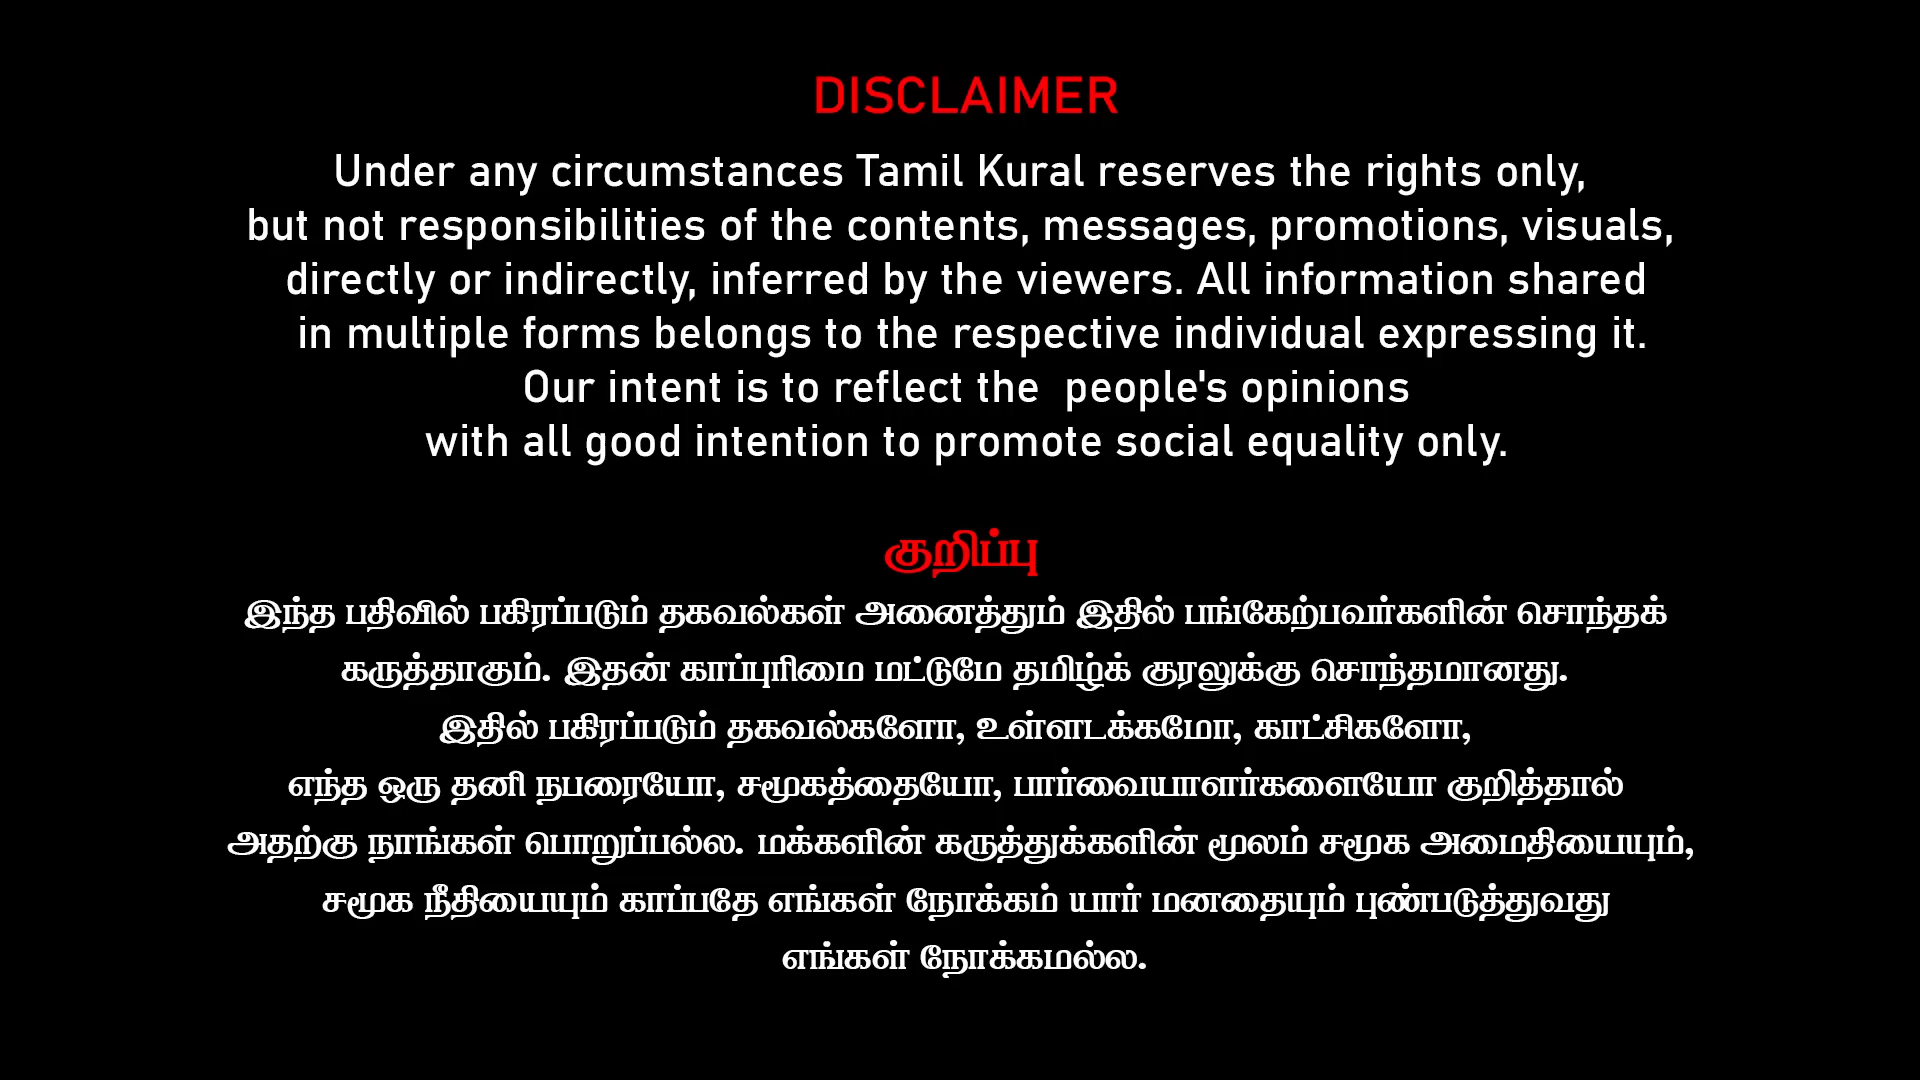 DISCLAIMER
Under any circumstances Tamil Kural reserves the rights only,
but not responsibilities of the contents, messages, promotions, visuals,
directly or indirectly, inferred by the viewers. All information shared
in multiple forms belongs to the respective individual expressing it.
Our intent is to reflect the  people's opinions
with all good intention to promote social equality only.
குறிப்பு
இந்த பதிவில் பகிரப்படும் தகவல்கள் அனைத்தும் இதில் பங்கேற்பவர்களின் சொந்தக்
கருத்தாகும். இதன் காப்புரிமை மட்டுமே தமிழ்க் குரலுக்கு சொந்தமானது.
இதில் பகிரப்படும் தகவல்களோ, உள்ளடக்கமோ, காட்சிகளோ,
எந்த ஒரு தனி நபரையோ, சமூகத்தையோ, பார்வையாளர்களையோ குறித்தால்
அதற்கு நாங்கள் பொறுப்பல்ல. மக்களின் கருத்துக்களின் மூலம் சமூக அமைதியையும்,
சமூக நீதியையும் காப்பதே எங்கள் நோக்கம் யார் மனதையும் புண்படுத்துவது
எங்கள் நோக்கமல்ல.